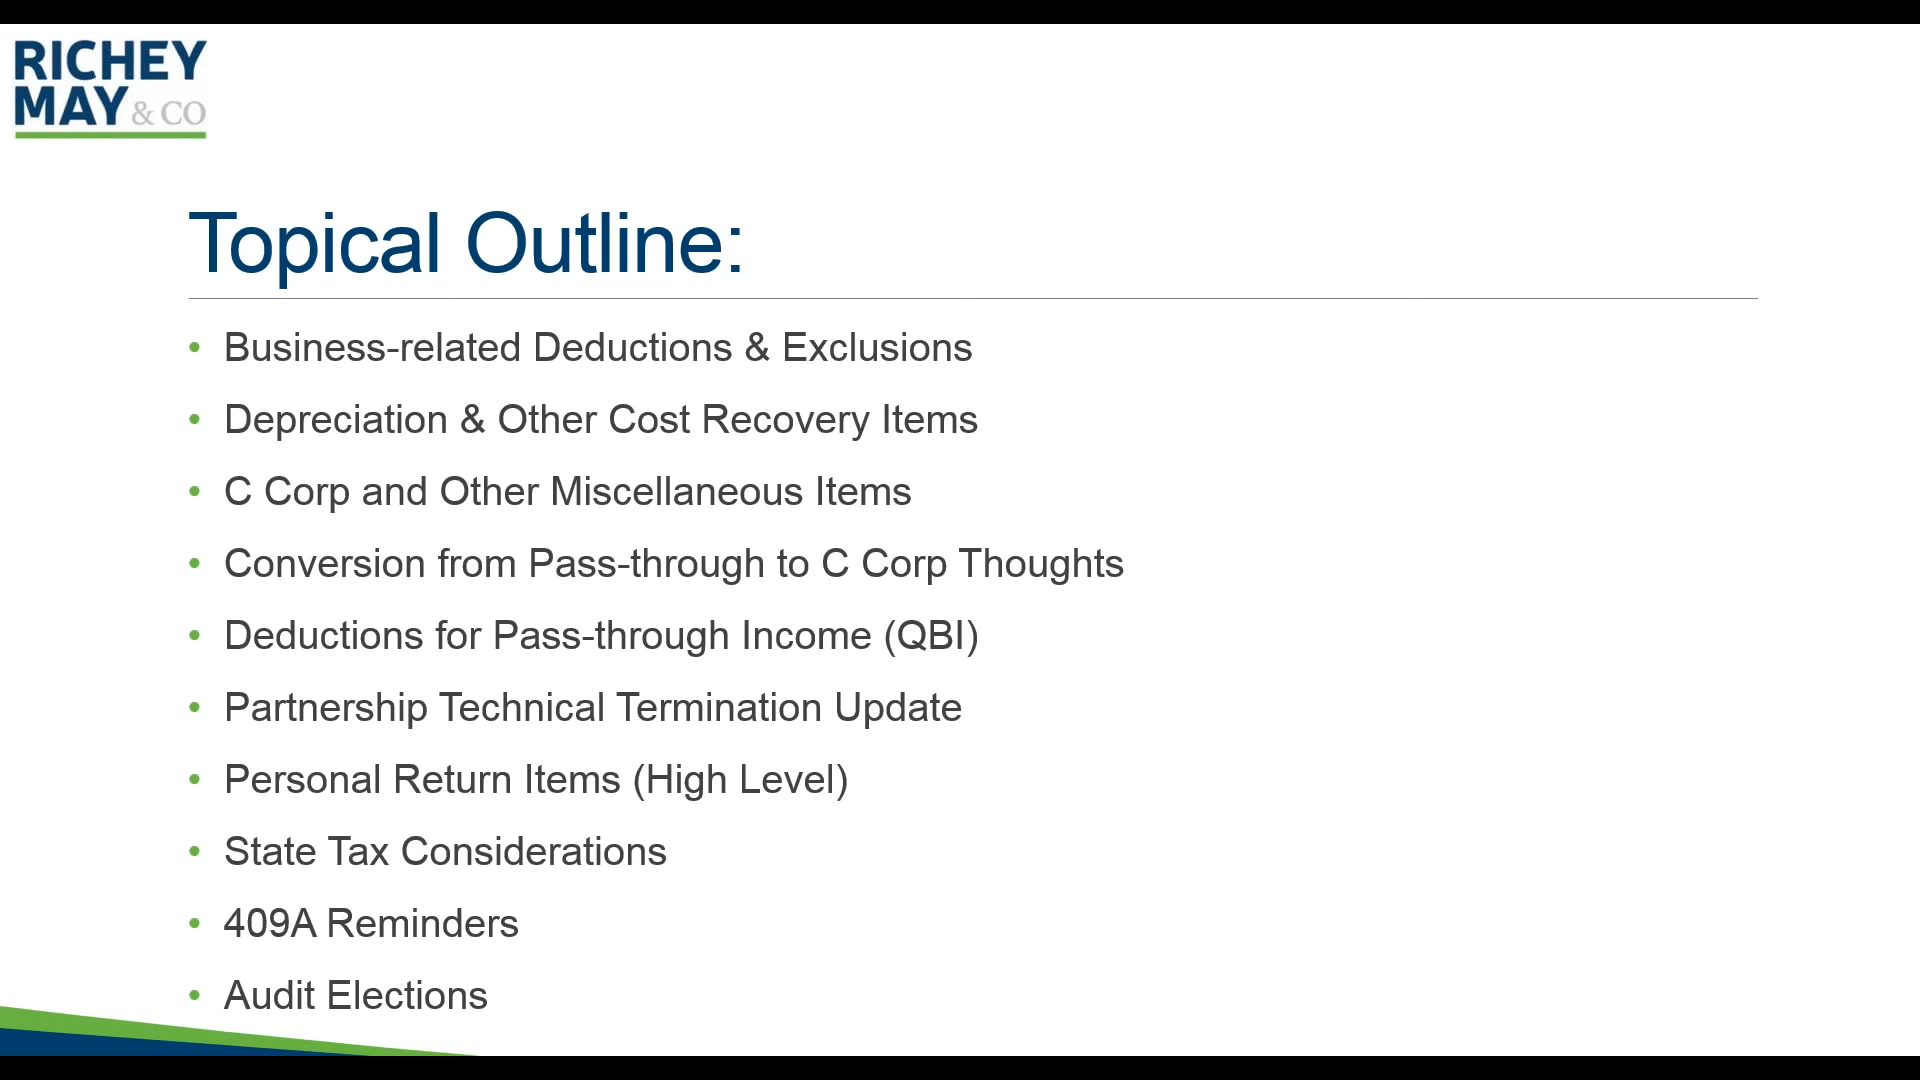 RICHEY
MAY & CO
Topical Outline:
• Business-related Deductions & Exclusions
• Depreciation & Other Cost Recovery Items
• C Corp and Other Miscellaneous Items
• Conversion from Pass-through to C Corp Thoughts
• Deductions for Pass-through Income (QBI)
• Partnership Technical Termination Update
• Personal Return Items (High Level)
• State Tax Considerations
• 409A Reminders
• Audit Elections